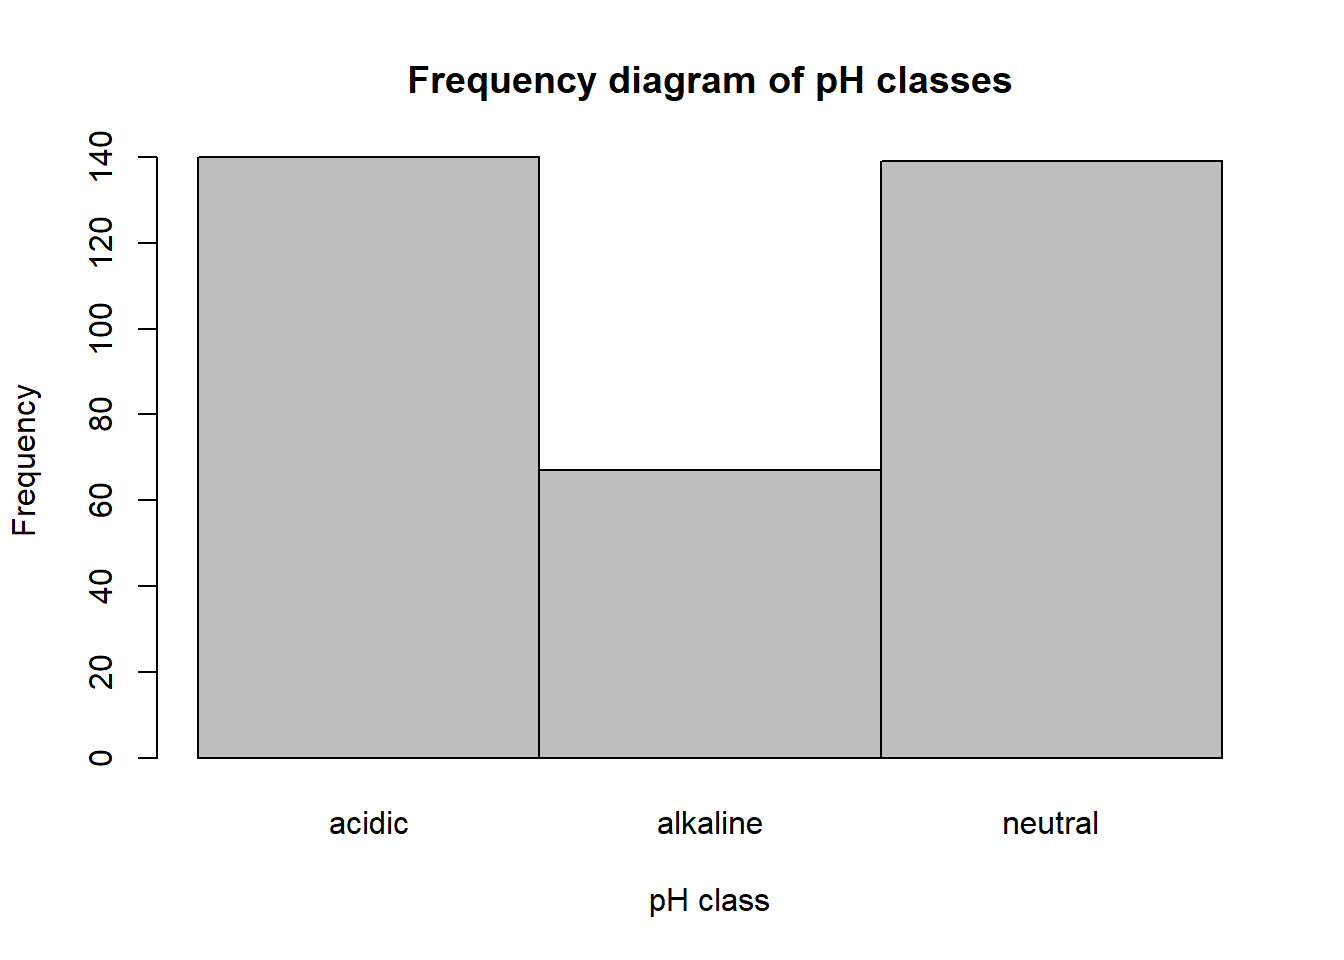 Frequency diagram of pH classes
Frequency
140
120
100
80
60
40
20
0
acidic alkaline neutral
pH class